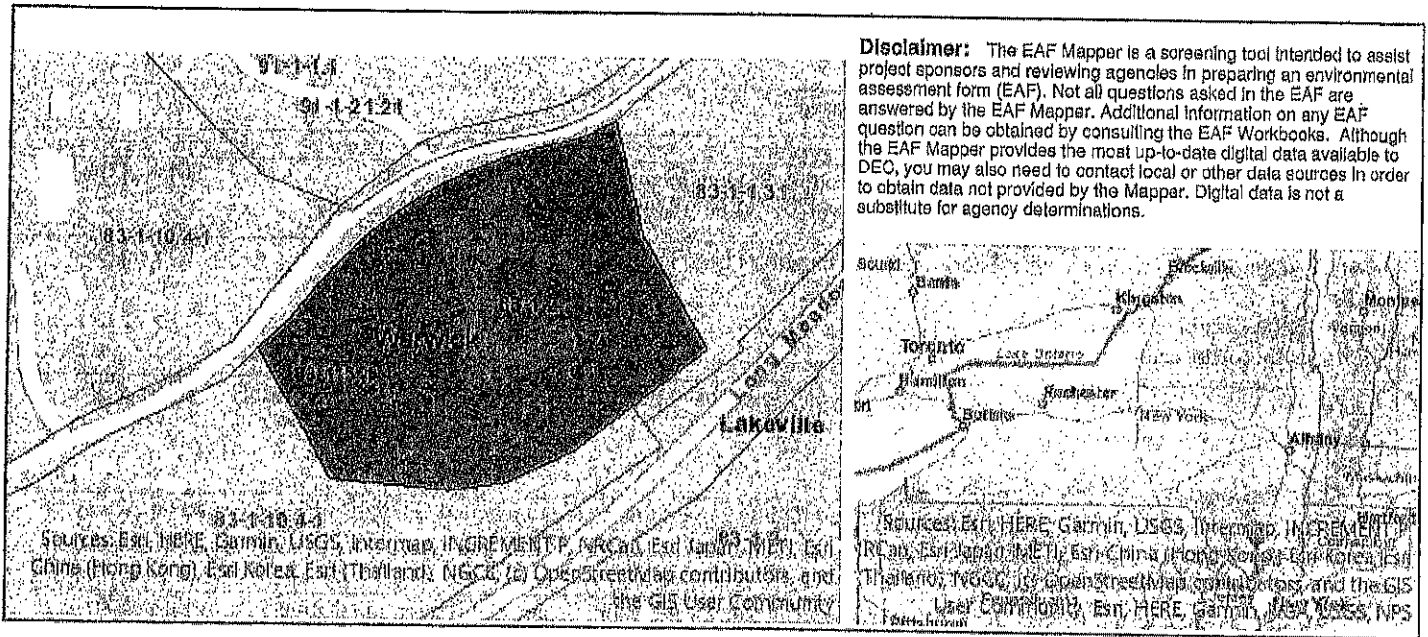 Disclaimer: The EAF Mapper is a screening tool intended to assist
project sponsors and reviewing agencies in preparing an environmental
assessment form (EAF). Not all questions asked in the EAF are
answered by the EAF Mapper. Additional information on any EAF
question can be obtained by consulting the EAF Workbooks. Although
the EAF Mapper provides the most up-to-date digital data available to
DEC, you may also need to contact local or other data sources in order
to obtain data not provided by the Mapper. Digital data is not a
substitute for agency determinations.
91-1-1.1
83-1-1.31
83-1-10.4-1
Warwick
Long Meadow
Lakeville
83-1-10.4-1
Sources: Esri, HERE, Garmin, USGS, Intermap, INCREMENT P, NRCan, Esri Japan, METI, Esri
China (Hong Kong), Esri Korea, Esri (Thailand), NGCC, (c) OpenStreetMap contributors, and
the GIS User Community
Barrie
Kingston
Toronto
Lake Ontario
Hamilton
Rochester
Buffalo
New York
Albany
Sources: Esri, HERE, Garmin, USGS, Intermap, INCREMENT P,
NRCan, Esri Japan, METI, Esri China (Hong Kong), Esri Korea, Esri
(Thailand), NGCC, (c) OpenStreetMap contributors, and the GIS
User Community, Esri, HERE, Garmin, USGS, NPS